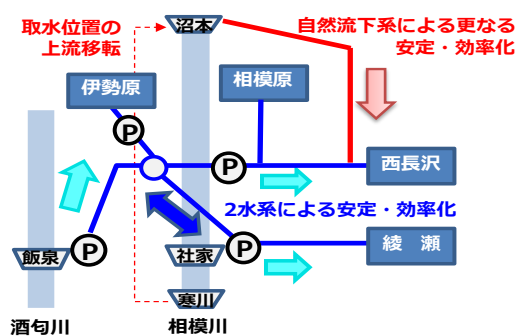 取水位置の
上流移転
沼本
自然流下系による更なる
安定・効率化
伊勢原
相模原
P
P
西長沢
2水系による安定・効率化
飯泉
P
社家
P
綾　瀬
寒川
酒匂川
相模川